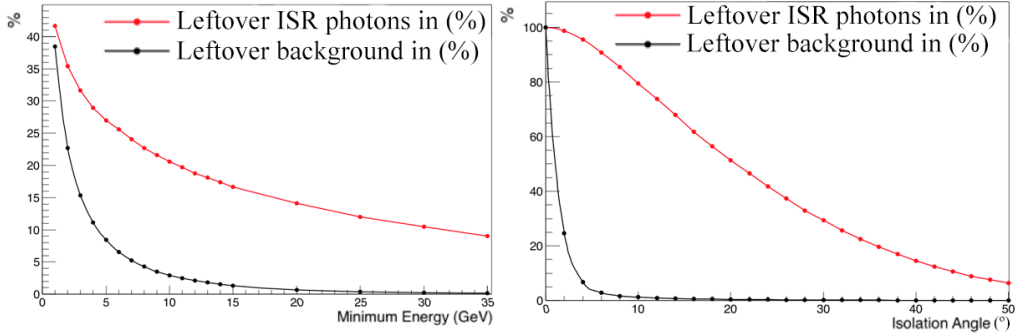 %
Leftover ISR photons in (%)
Leftover background in (%)
40
35
30
25
20
15
10
5
0
0 5 10 15 20 25 30 35
Minimum Energy (GeV)
%
Leftover ISR photons in (%)
Leftover background in (%)
100
80
60
40
20
0
0 10 20 30 40 50
Isolation Angle (°)